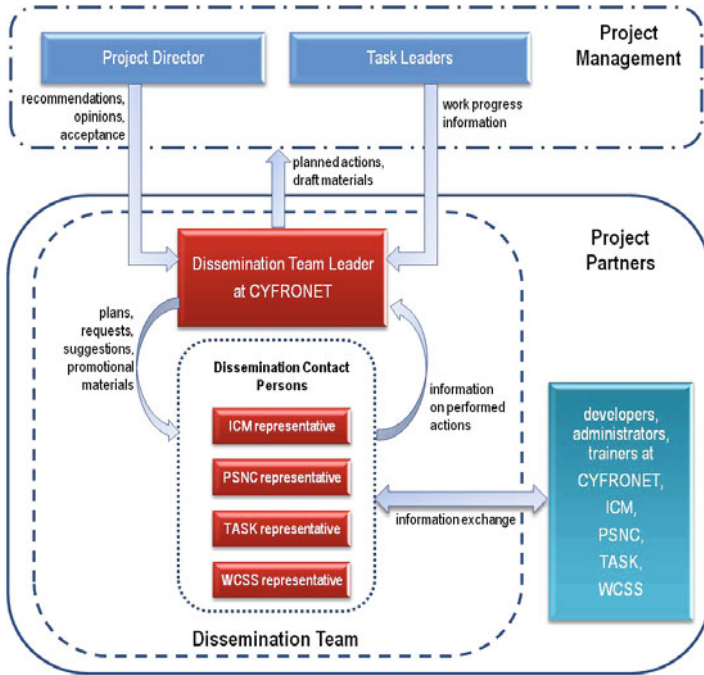 Project
Management
Project Director
Task Leaders
recommendations,
opinions,
acceptance
work progress
information
planned actions,
draft materials
Project
Partners
Dissemination Team Leader
at CYFRONET
plans,
requests,
suggestions,
promotional
materials
Dissemination Contact
Persons
ICM representative
PSNC representative
TASK representative
WCSS representative
information
on performed
actions
information exchange
developers,
administrators,
trainers at
CYFRONET,
ICM,
PSNC,
TASK,
WCSS
Dissemination Team